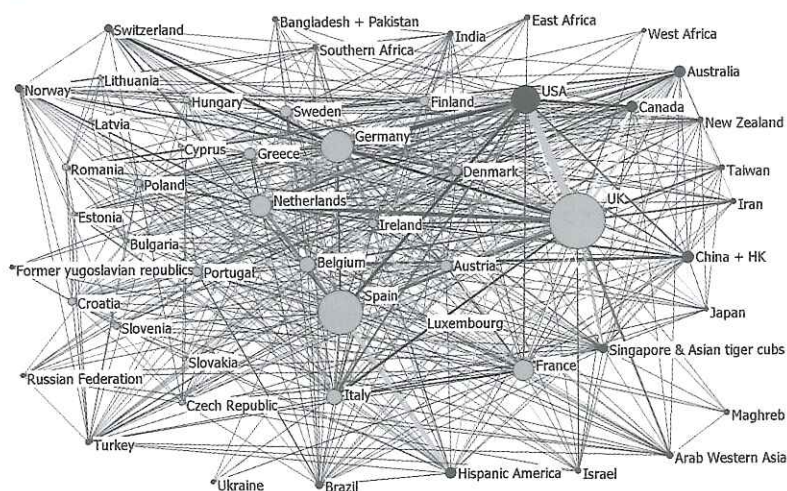 Switzerland
Bangladesh + Pakistan
East Africa
West Africa
India
Southern Africa
Australia
Norway
Lithuania
USA
Hungary
Finland
Canada
Sweden
New Zealand
Latvia
Germany
Cyprus
Greece
Denmark
Taiwan
Romania
Poland
Netherlands
UK
Iran
Estonia
Ireland
Bulgaria
China + HK
Former yugoslavian republics
Portugal
Belgium
Austria
Croatia
Spain
Japan
Slovenia
Luxembourg
Singapore & Asian tiger cubs
Slovakia
France
Russian Federation
Italy
Czech Republic
Maghreb
Turkey
Arab Western Asia
Hispanic America
Israel
Ukraine
Brazil